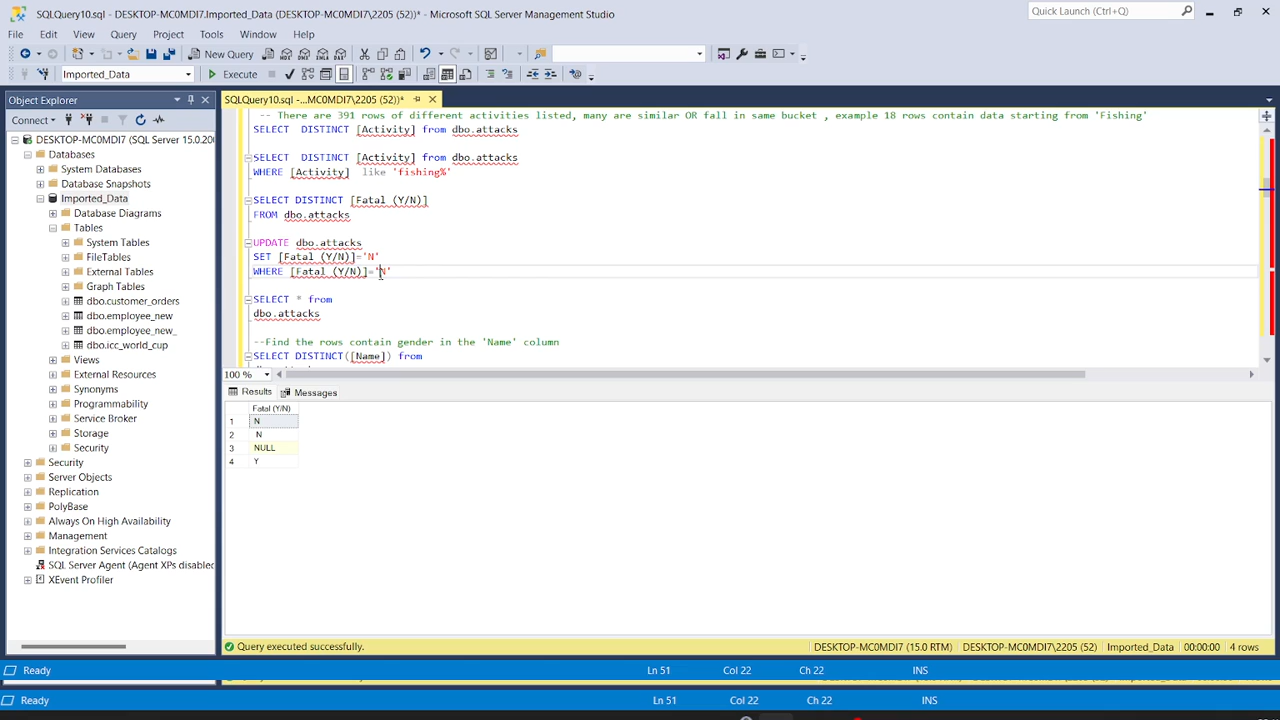 SQLQuery10.sql - DESKTOP-MC0MDI7.Imported_Data (DESKTOP-MC0MDI7\2205 (52))* - Microsoft SQL Server Management Studio
Quick Launch (Ctrl+Q)
File Edit View Query Project Tools Window Help
New Query MDX DMX XMLA DAX
Imported_Data Execute
Object Explorer
SQLQuery10.sql -...MC0MDI7\2205 (52))*
Connect
DESKTOP-MC0MDI7 (SQL Server 15.0.200
Databases
System Databases
Database Snapshots
Imported_Data
Database Diagrams
Tables
System Tables
FileTables
External Tables
Graph Tables
dbo.customer_orders
dbo.employee_new
dbo.employee_new_
dbo.icc_world_cup
Views
External Resources
Synonyms
Programmability
Service Broker
Storage
Security
Security
Server Objects
Replication
PolyBase
Always On High Availability
Management
Integration Services Catalogs
SQL Server Agent (Agent XPs disabled
XEvent Profiler
-- There are 391 rows of different activities listed, many are similar OR fall in same bucket , example 18 rows contain data starting from 'Fishing'
SELECT DISTINCT [Activity] from dbo.attacks
SELECT DISTINCT [Activity] from dbo.attacks
WHERE [Activity] like 'fishing%'
SELECT DISTINCT [Fatal (Y/N)]
FROM dbo.attacks
UPDATE dbo.attacks
SET [Fatal (Y/N)]='N'
WHERE [Fatal (Y/N)]='N'
SELECT * from
dbo.attacks
--Find the rows contain gender in the 'Name' column
SELECT DISTINCT([Name]) from
100 %
Results Messages
Fatal (Y/N)
1 N
2 N
3 NULL
4 Y
Query executed successfully. DESKTOP-MC0MDI7 (15.0 RTM) DESKTOP-MC0MDI7\2205 (52) Imported_Data 00:00:00 4 rows
Ready Ln 51 Col 22 Ch 22 INS
Ready Ln 51 Col 22 Ch 22 INS